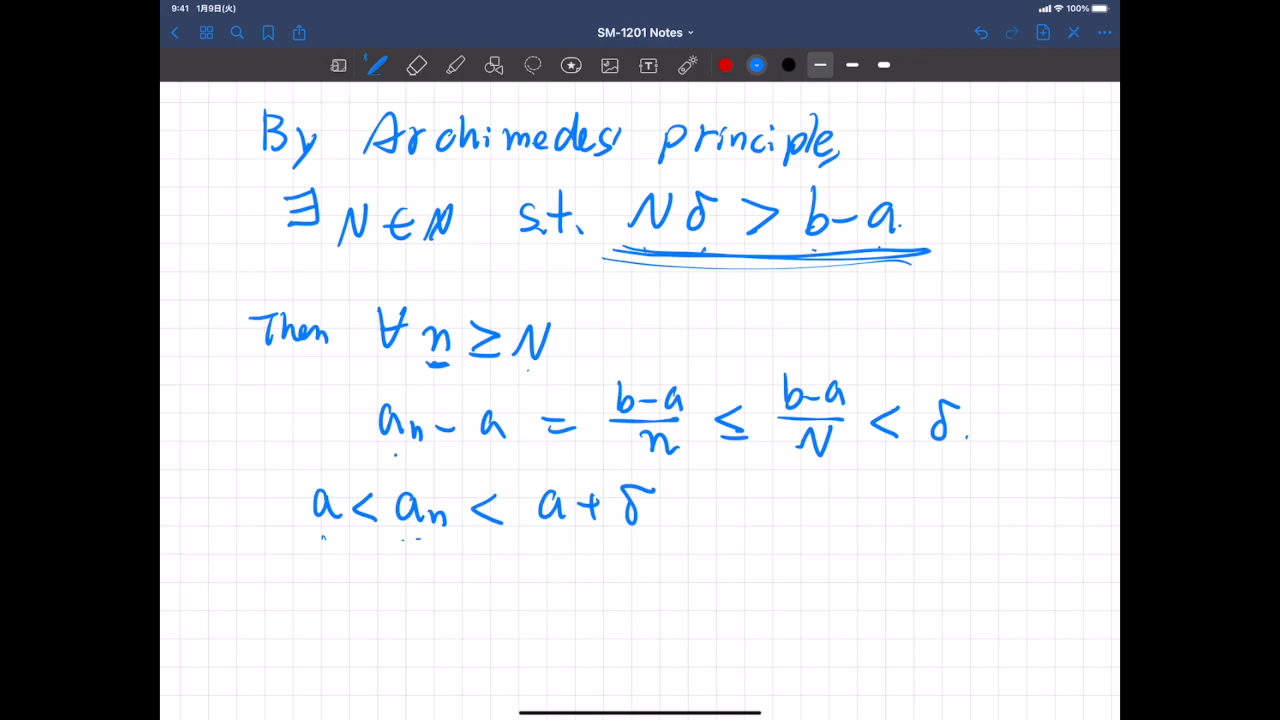 9:41 1月9日(火) 100%
SM-1201 Notes
By Archimedes' principle,
∃ N ∈ ℕ s.t. Nδ > b-a.
Then ∀ n ≥ N
aₙ - a = (b-a)/n ≤ (b-a)/N < δ.
a < aₙ < a + δ